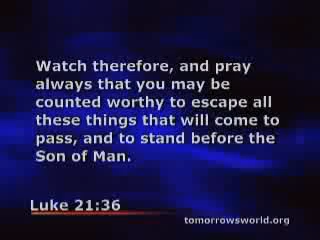 Watch therefore, and pray
always that you may be
counted worthy to escape all
these things that will come to
pass, and to stand before the
Son of Man.
Luke 21:36
tomorrowsworld.org